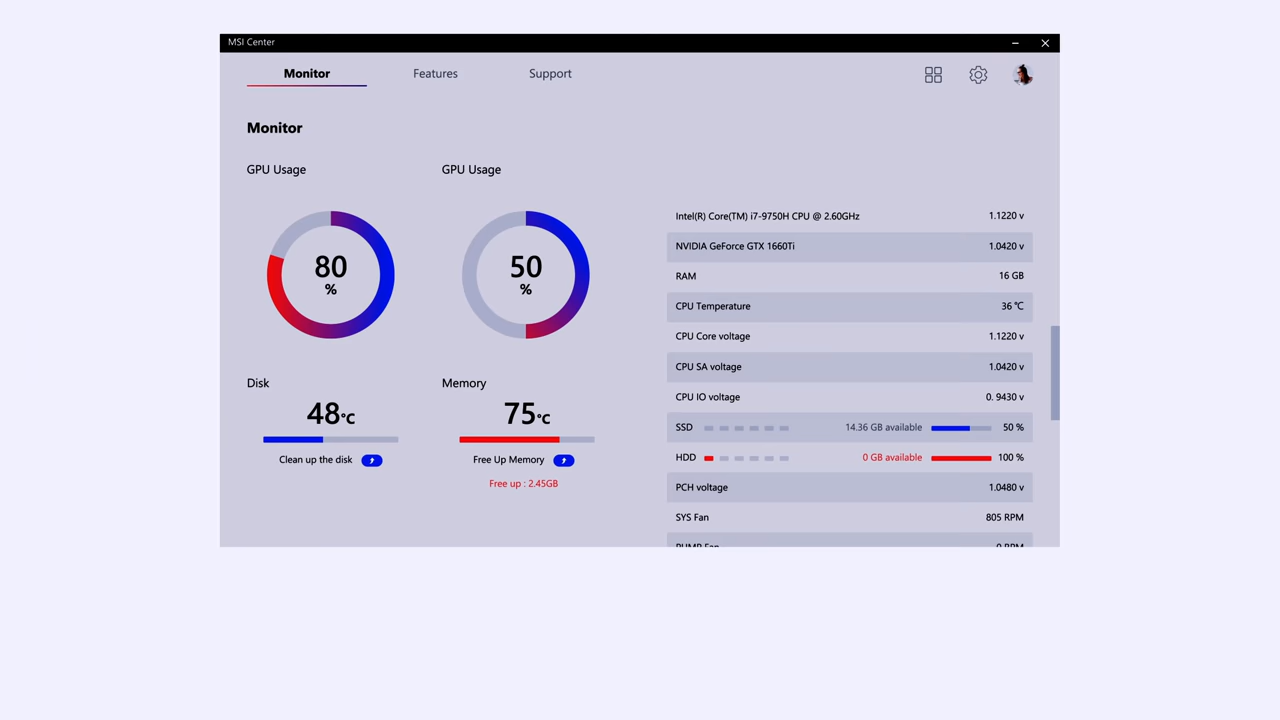 MSI Center
Monitor Features Support
Monitor
GPU Usage GPU Usage
80 %
50 %
Disk Memory
48°C 75°C
Clean up the disk Free Up Memory
Free up : 2.45GB
Intel(R) Core(TM) i7-9750H CPU @ 2.60GHz 1.1220 v
NVIDIA GeForce GTX 1660Ti 1.0420 v
RAM 16 GB
CPU Temperature 36 °C
CPU Core voltage 1.1220 v
CPU SA voltage 1.0420 v
CPU IO voltage 0. 9430 v
SSD 14.36 GB available 50 %
HDD 0 GB available 100 %
PCH voltage 1.0480 v
SYS Fan 805 RPM
PUMP Fan 0 RPM